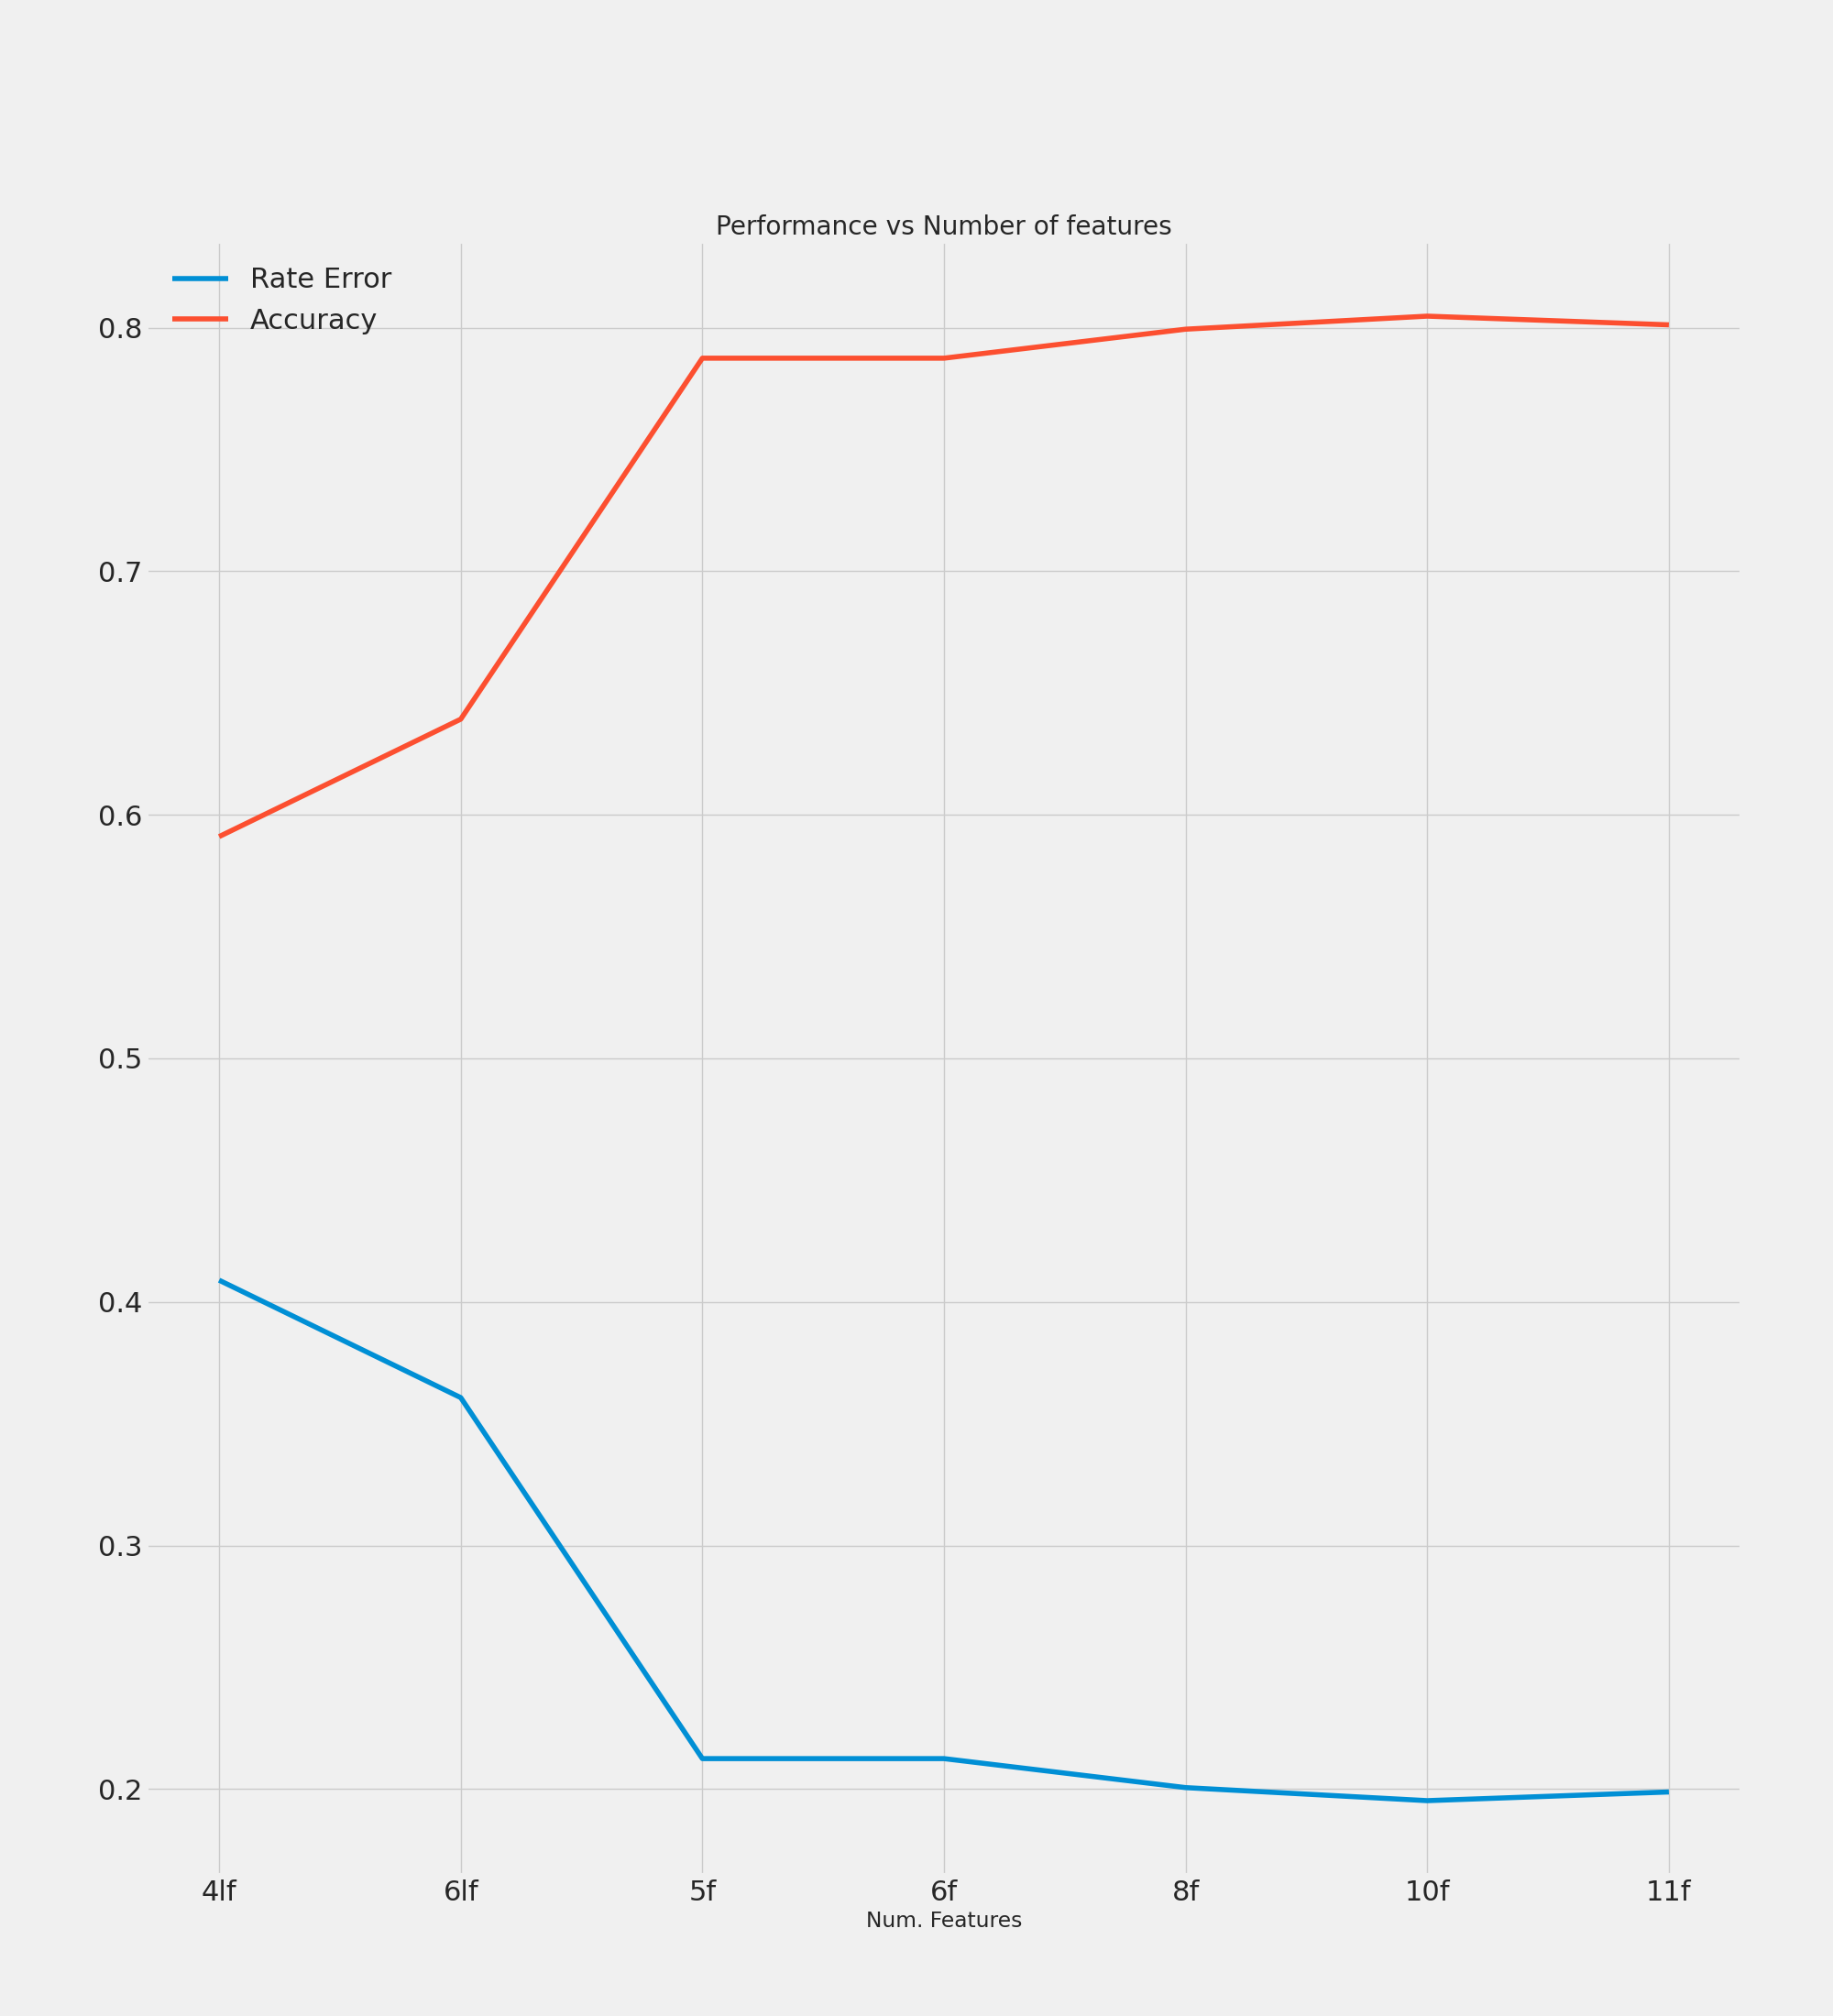 Performance vs Number of features
Rate Error
Accuracy
0.8
0.7
0.6
0.5
0.4
0.3
0.2
4lf 6lf 5f 6f 8f 10f 11f
Num. Features